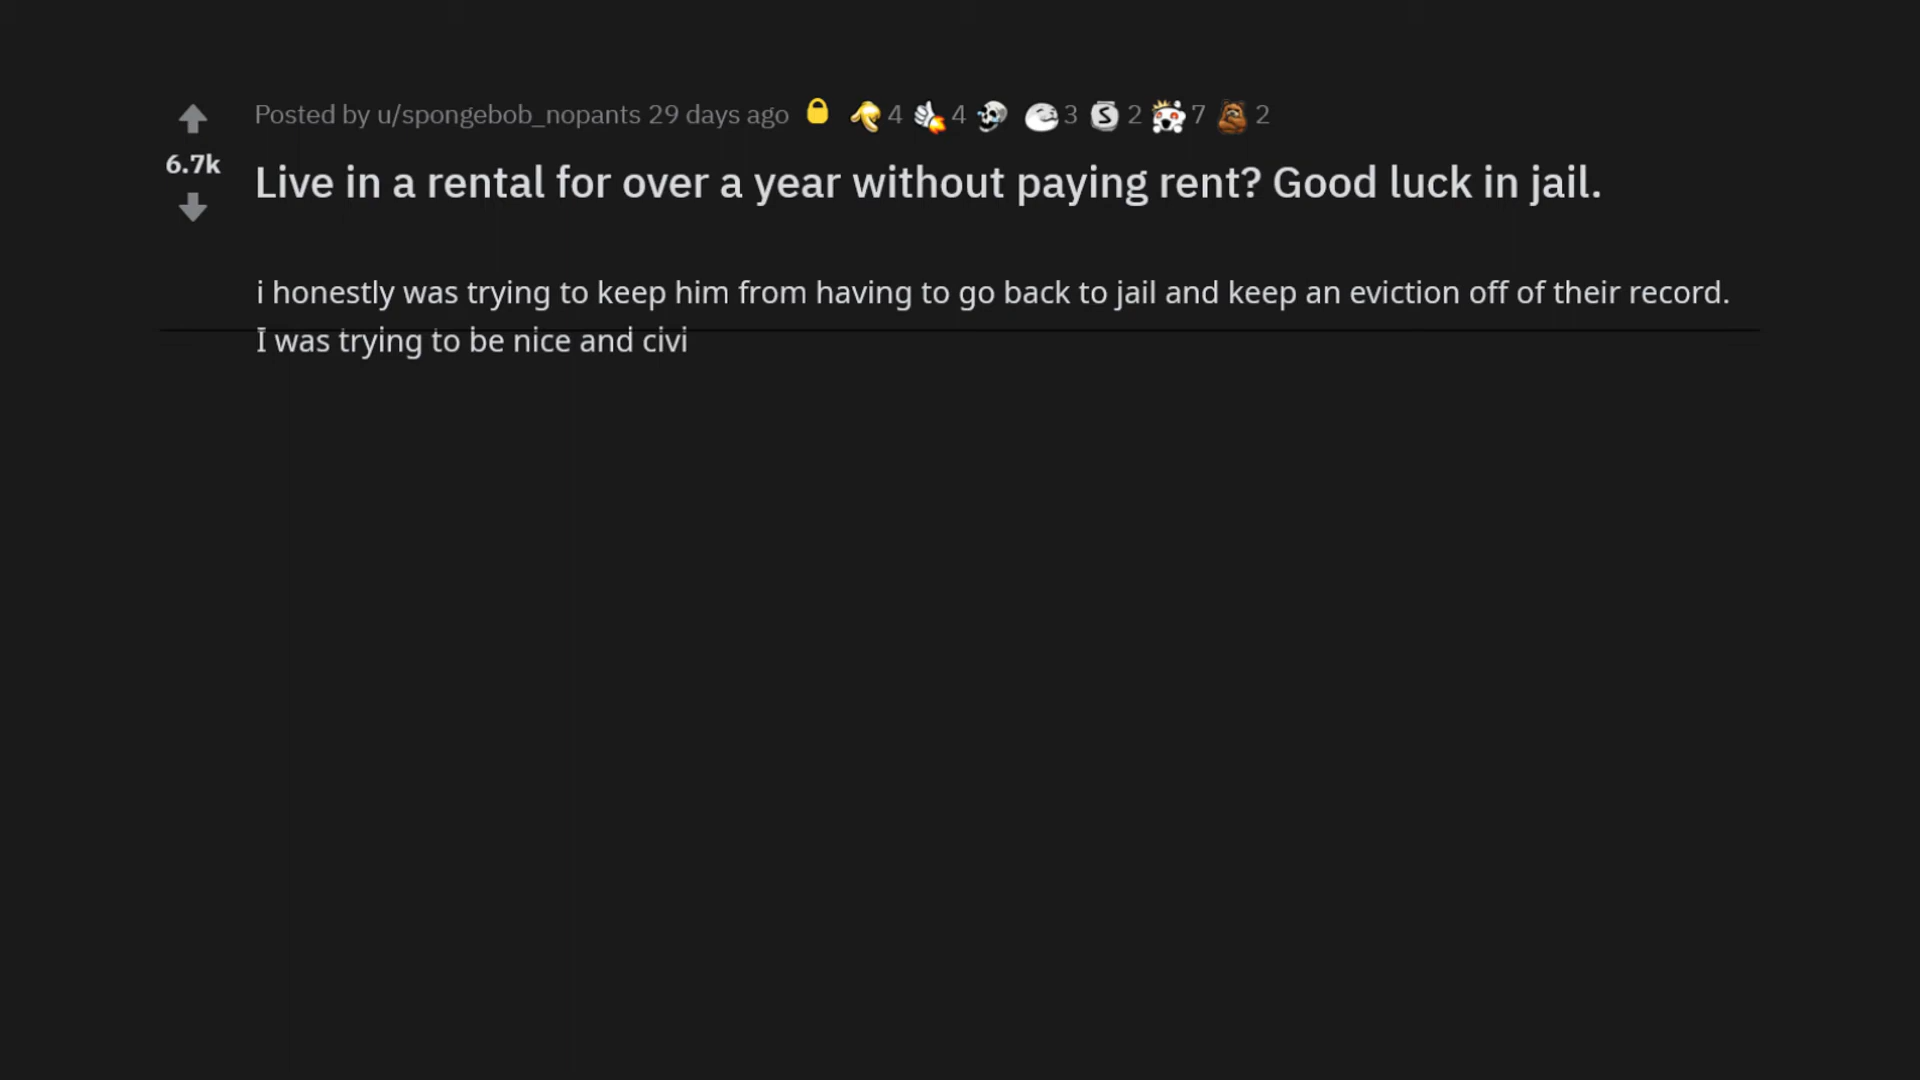 Posted by u/spongebob_nopants 29 days ago 4 4 3 2 7 2
6.7k
Live in a rental for over a year without paying rent? Good luck in jail.
i honestly was trying to keep him from having to go back to jail and keep an eviction off of their record.
I was trying to be nice and civi